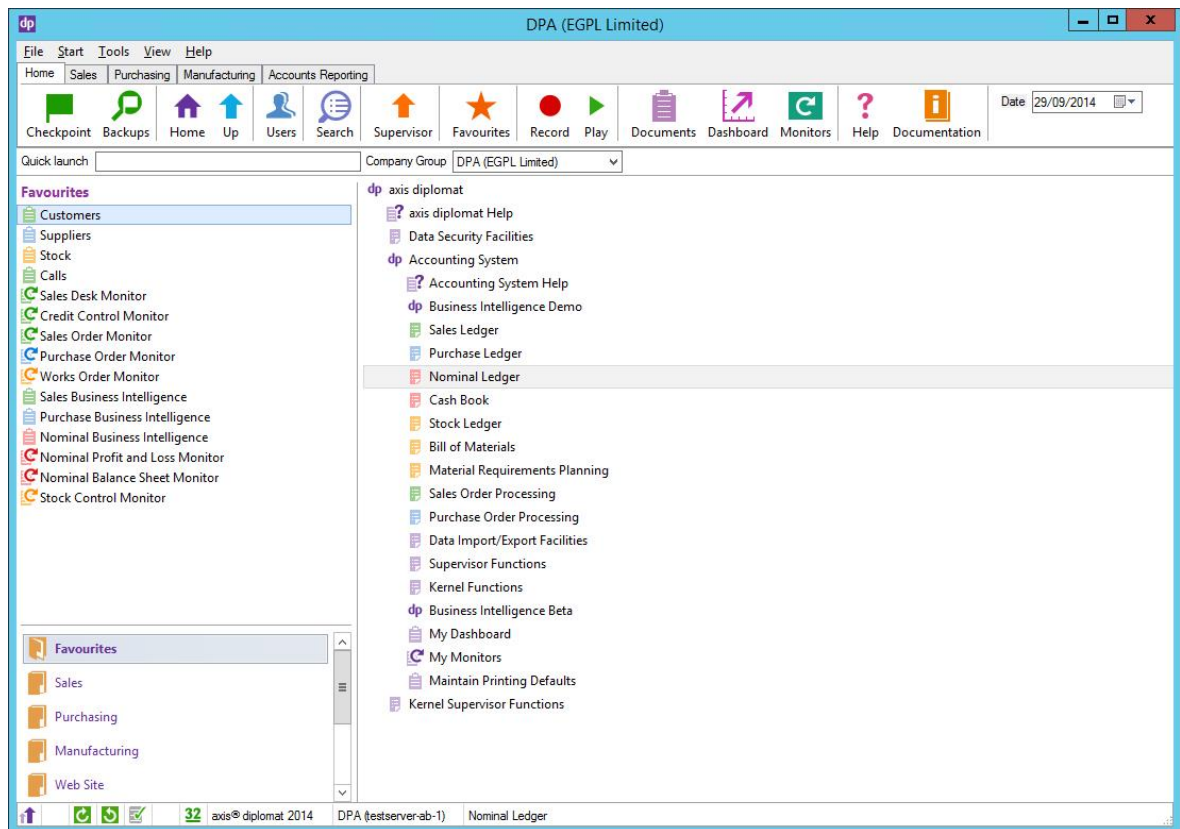 dp DPA (EGPL Limited)
File Start Tools View Help
Home Sales Purchasing Manufacturing Accounts Reporting
Checkpoint Backups Home Up Users Search Supervisor Favourites Record Play Documents Dashboard Monitors Help Documentation Date 29/09/2014
Quick launch Company Group DPA (EGPL Limited)
Favourites
Customers
Suppliers
Stock
Calls
Sales Desk Monitor
Credit Control Monitor
Sales Order Monitor
Purchase Order Monitor
Works Order Monitor
Sales Business Intelligence
Purchase Business Intelligence
Nominal Business Intelligence
Nominal Profit and Loss Monitor
Nominal Balance Sheet Monitor
Stock Control Monitor
Favourites
Sales
Purchasing
Manufacturing
Web Site
dp axis diplomat
axis diplomat Help
Data Security Facilities
dp Accounting System
Accounting System Help
dp Business Intelligence Demo
Sales Ledger
Purchase Ledger
Nominal Ledger
Cash Book
Stock Ledger
Bill of Materials
Material Requirements Planning
Sales Order Processing
Purchase Order Processing
Data Import/Export Facilities
Supervisor Functions
Kernel Functions
dp Business Intelligence Beta
My Dashboard
My Monitors
Maintain Printing Defaults
Kernel Supervisor Functions
32 axis® diplomat 2014 DPA (testserver-ab-1) Nominal Ledger